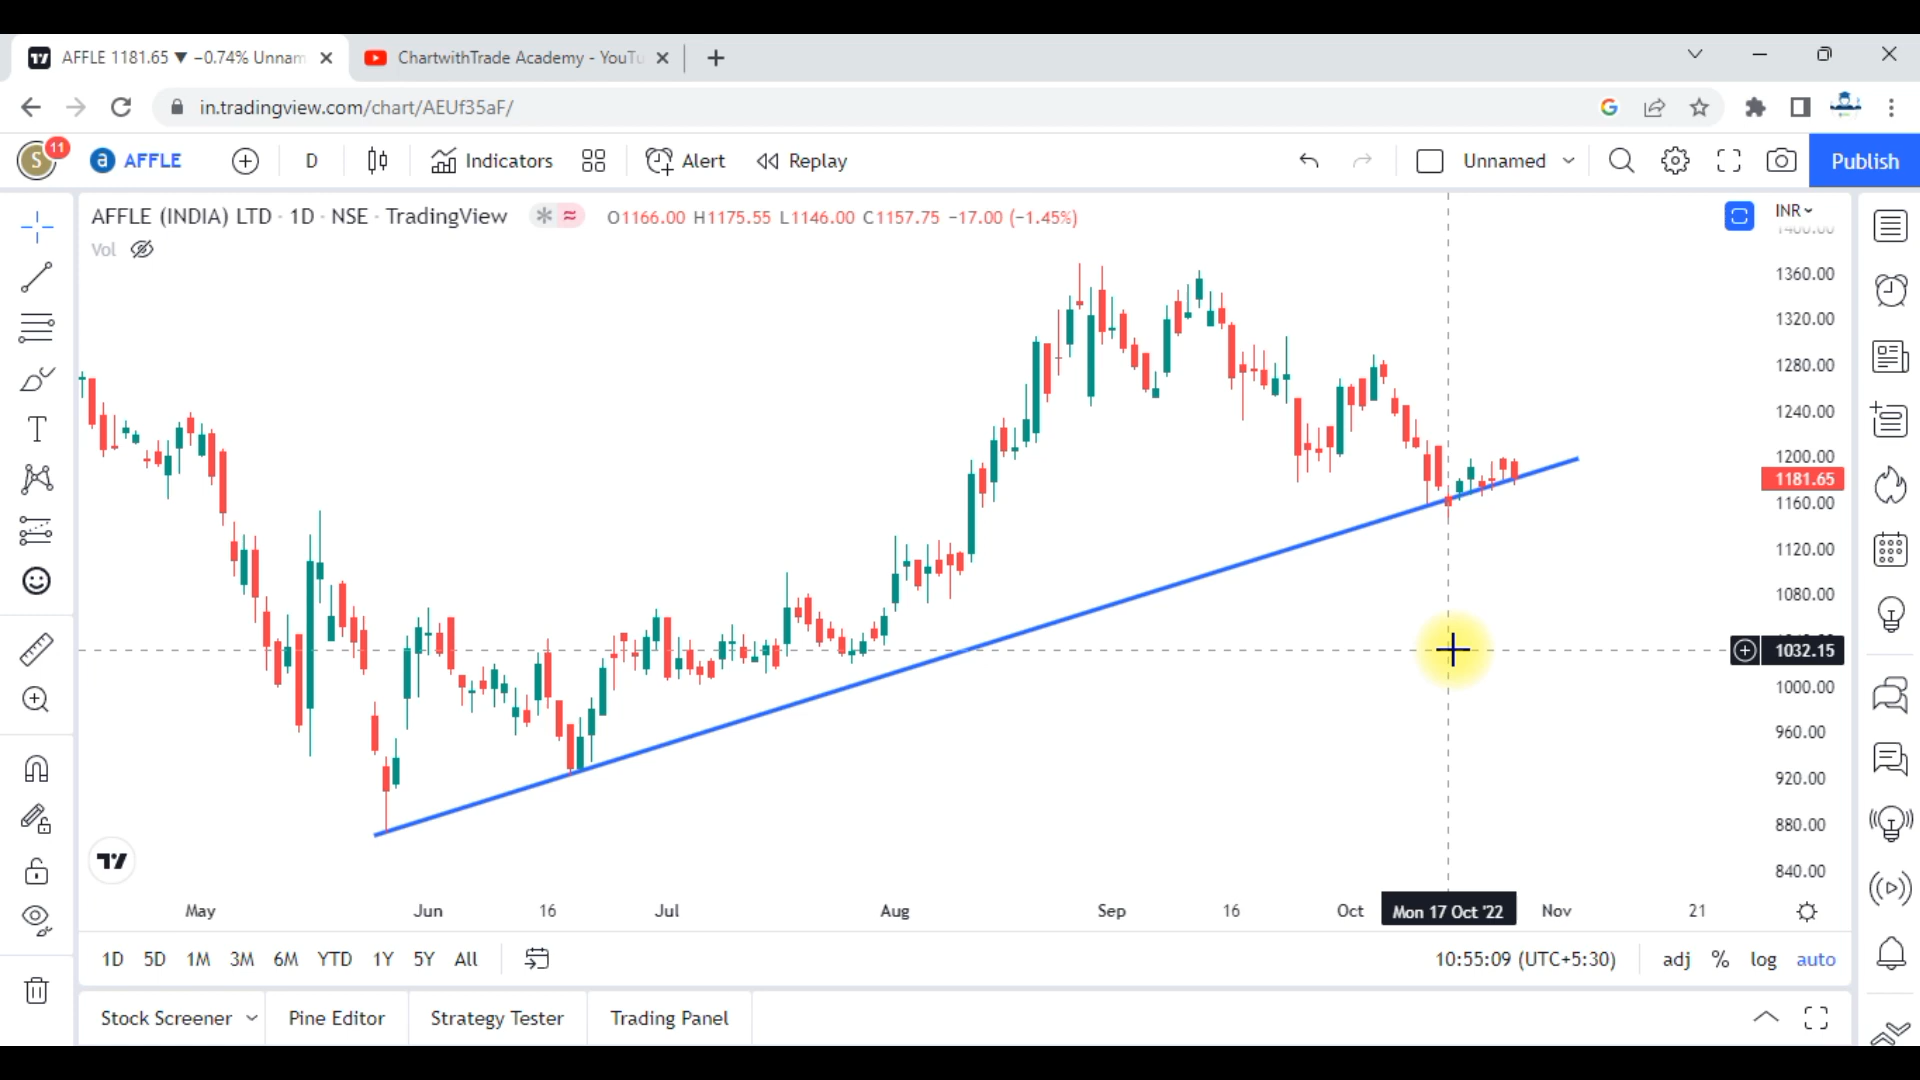 AFFLE 1181.65 ▼ −0.74% Unnam
ChartwithTrade Academy - YouTu
in.tradingview.com/chart/AEUf35aF/
S 11 a AFFLE D Indicators Alert Replay Unnamed Publish
AFFLE (INDIA) LTD · 1D · NSE · TradingView O1166.00 H1175.55 L1146.00 C1157.75 −17.00 (−1.45%)
INR
Vol
1400.00
1360.00
1320.00
1280.00
1240.00
1200.00
1181.65
1160.00
1120.00
1080.00
1032.15
1000.00
960.00
920.00
880.00
840.00
May Jun 16 Jul Aug Sep 16 Oct Mon 17 Oct '22 Nov 21
1D 5D 1M 3M 6M YTD 1Y 5Y All 10:55:09 (UTC+5:30) adj % log auto
Stock Screener Pine Editor Strategy Tester Trading Panel